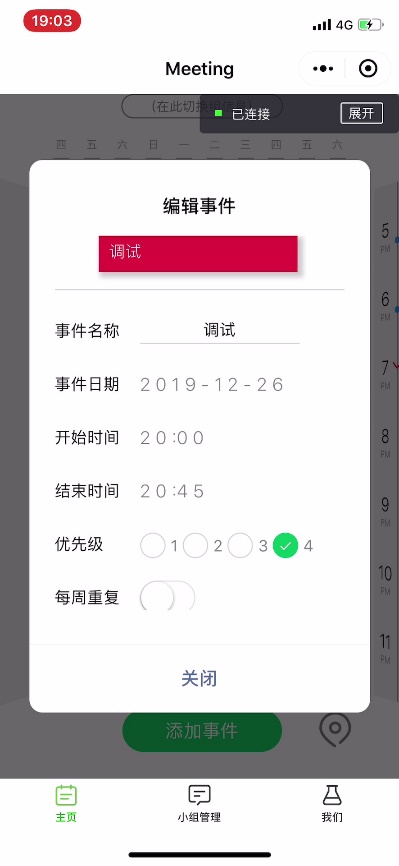 19:03
4G
Meeting
(在此切换
已连接
展开
四 五 六 日 一 二 三 四 五 六
编辑事件
调试
事件名称 调试
事件日期 2019-12-26
开始时间 20:00
结束时间 20:45
优先级 1 2 3 4
每周重复
关闭
5 PM
6 PM
7 PM
8 PM
9 PM
10 PM
11 PM
添加事件
主页
小组管理
我们